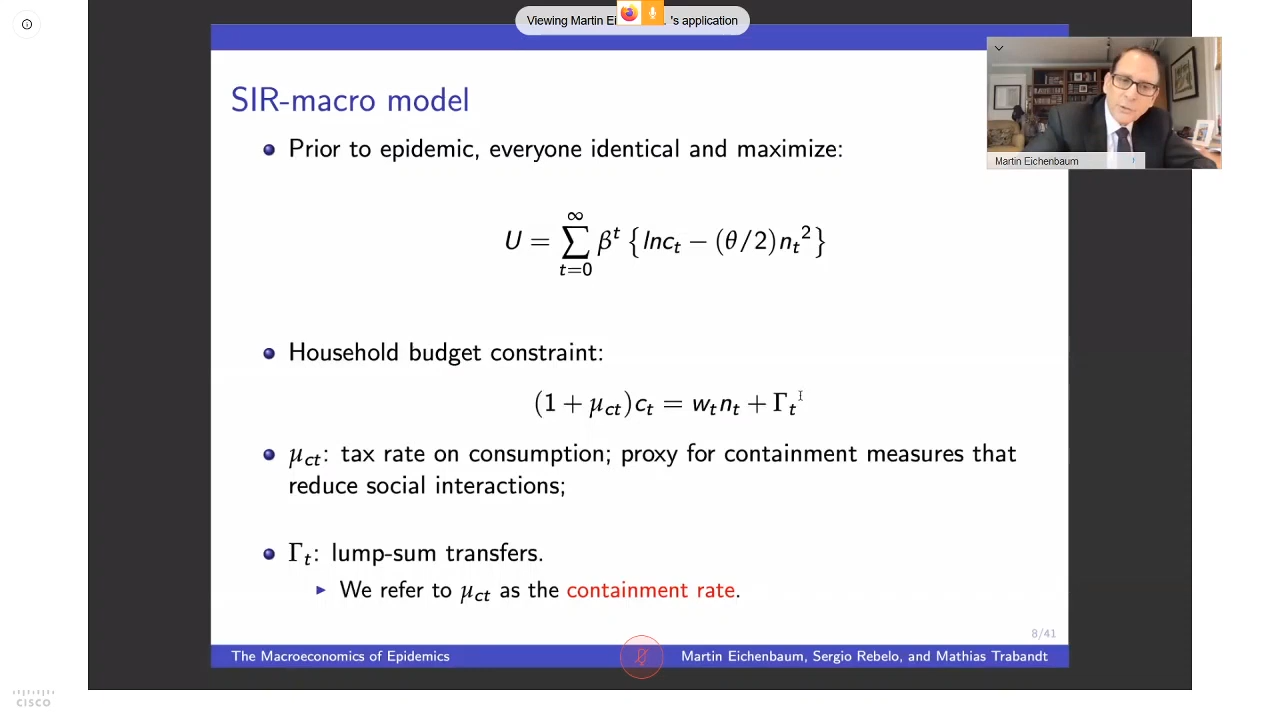 Viewing Martin Ei 's application
SIR-macro model
Prior to epidemic, everyone identical and maximize:
U = ∑_{t=0}^{∞} β^t {lnc_t − (θ/2)n_t^2}
Household budget constraint:
(1 + μ_ct)c_t = w_t n_t + Γ_t
μ_ct: tax rate on consumption; proxy for containment measures that
reduce social interactions;
Γ_t: lump-sum transfers.
We refer to μ_ct as the containment rate.
8/41
The Macroeconomics of Epidemics
Martin Eichenbaum, Sergio Rebelo, and Mathias Trabandt
Martin Eichenbaum
CISCO